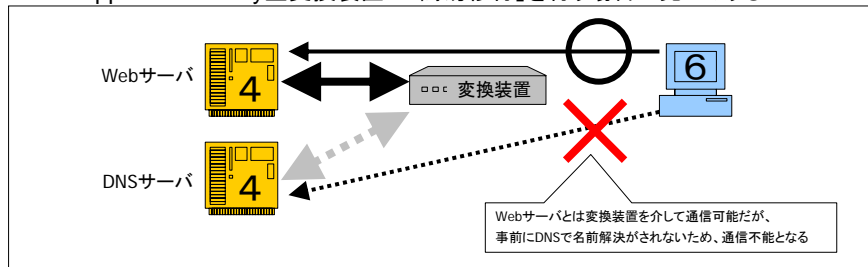 Webサーバ
4
変換装置
6
DNSサーバ
4
Webサーバとは変換装置を介して通信可能だが、
事前にDNSで名前解決がされないため、通信不能となる